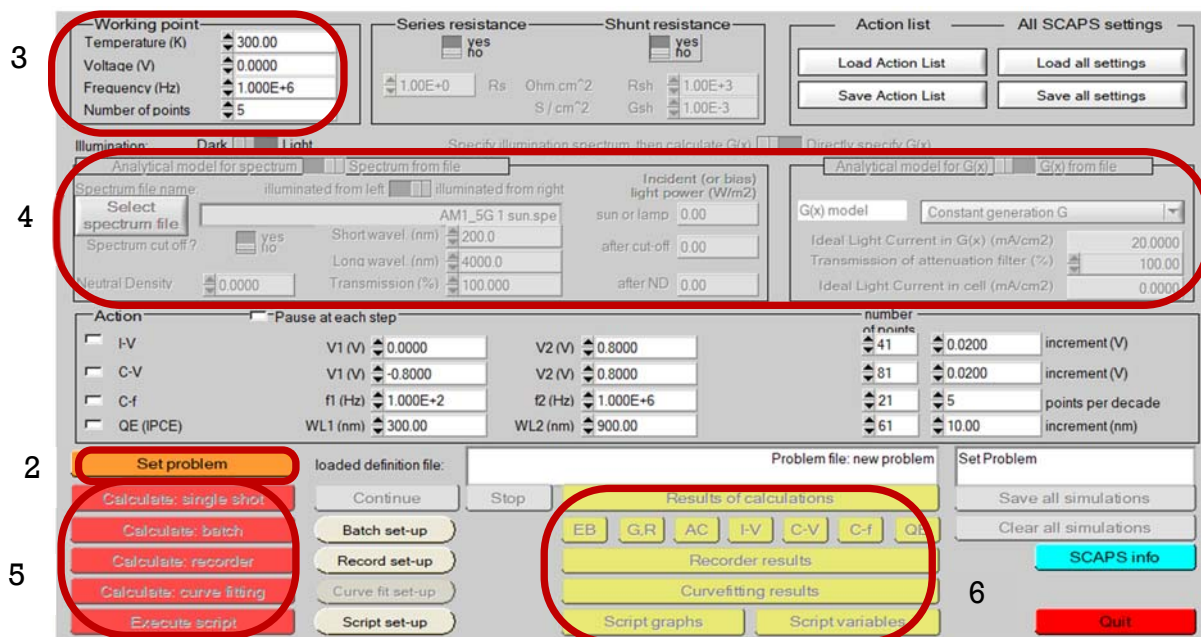 Working point
Series resistance
Shunt resistance
Action list
All SCAPS settings
3
Temperature (K) 300.00
yes
no
yes
no
Voltage (V) 0.0000
Load Action List
Load all settings
Frequency (Hz) 1.000E+6
1.00E+0 Rs Ohm.cm^2 Rsh 1.00E+3
Save Action List
Save all settings
Number of points 5
S / cm^2 Gsh 1.00E-3
Illumination: Dark Light
Specify illumination spectrum, then calculate G(x) Directly specify G(x)
4
Analytical model for spectrum Spectrum from file
Analytical model for G(x) G(x) from file
Spectrum file name: illuminated from left illuminated from right
Incident (or bias)
light power (W/m2)
Select
spectrum file
AM1_5G 1 sun.spe
sun or lamp 0.00
G(x) model Constant generation G
Spectrum cut off ? yes
no
Short wavel. (nm) 200.0
after cut-off 0.00
Ideal Light Current in G(x) (mA/cm2) 20.0000
Long wavel. (nm) 4000.0
Transmission of attenuation filter (%) 100.00
Neutral Density 0.0000
Transmission (%) 100.000
after ND 0.00
Ideal Light Current in cell (mA/cm2) 0.0000
Action
Pause at each step
number
of points
I-V V1 (V) 0.0000 V2 (V) 0.8000 41 0.0200 increment (V)
C-V V1 (V) -0.8000 V2 (V) 0.8000 81 0.0200 increment (V)
C-f f1 (Hz) 1.000E+2 f2 (Hz) 1.000E+6 21 5 points per decade
QE (IPCE) WL1 (nm) 300.00 WL2 (nm) 900.00 61 10.00 increment (nm)
2
Set problem
loaded definition file:
Problem file: new problem
Set Problem
Calculate: single shot
Continue
Stop
Results of calculations
Save all simulations
Calculate: batch
Batch set-up
EB G,R AC I-V C-V C-f QE
Clear all simulations
5
Calculate: recorder
Record set-up
Recorder results
SCAPS info
Calculate: curve fitting
Curve fit set-up
Curvefitting results
6
Execute script
Script set-up
Script graphs
Script variables
Quit